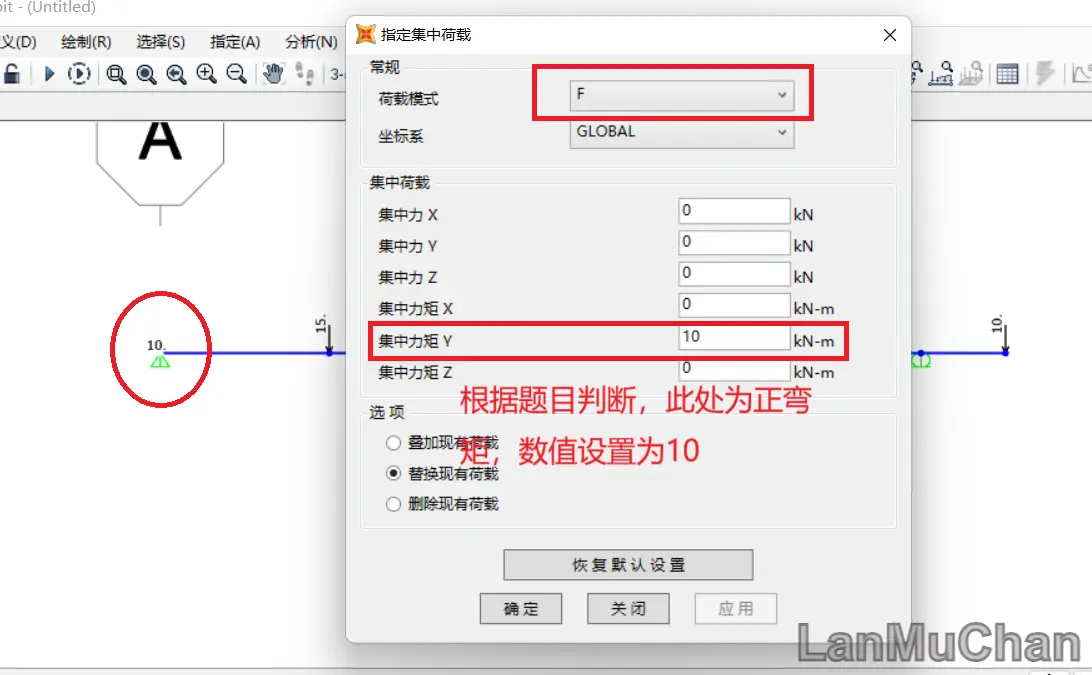 bit - (Untitled)
指定集中荷载
义(D) 绘制(R) 选择(S) 指定(A) 分析(N)
3-
常规
荷载模式 F
坐标系 GLOBAL
A
集中荷载
集中力 X 0 kN
集中力 Y 0 kN
集中力 Z 0 kN
集中力矩 X 0 kN-m
集中力矩 Y 10 kN-m
集中力矩 Z 0 kN-m
10.
15.
10.
根据题目判断，此处为正弯
矩，数值设置为10
选 项
叠加现有荷载
替换现有荷载
删除现有荷载
恢复默认设置
确定 关闭 应用
LanMuChan